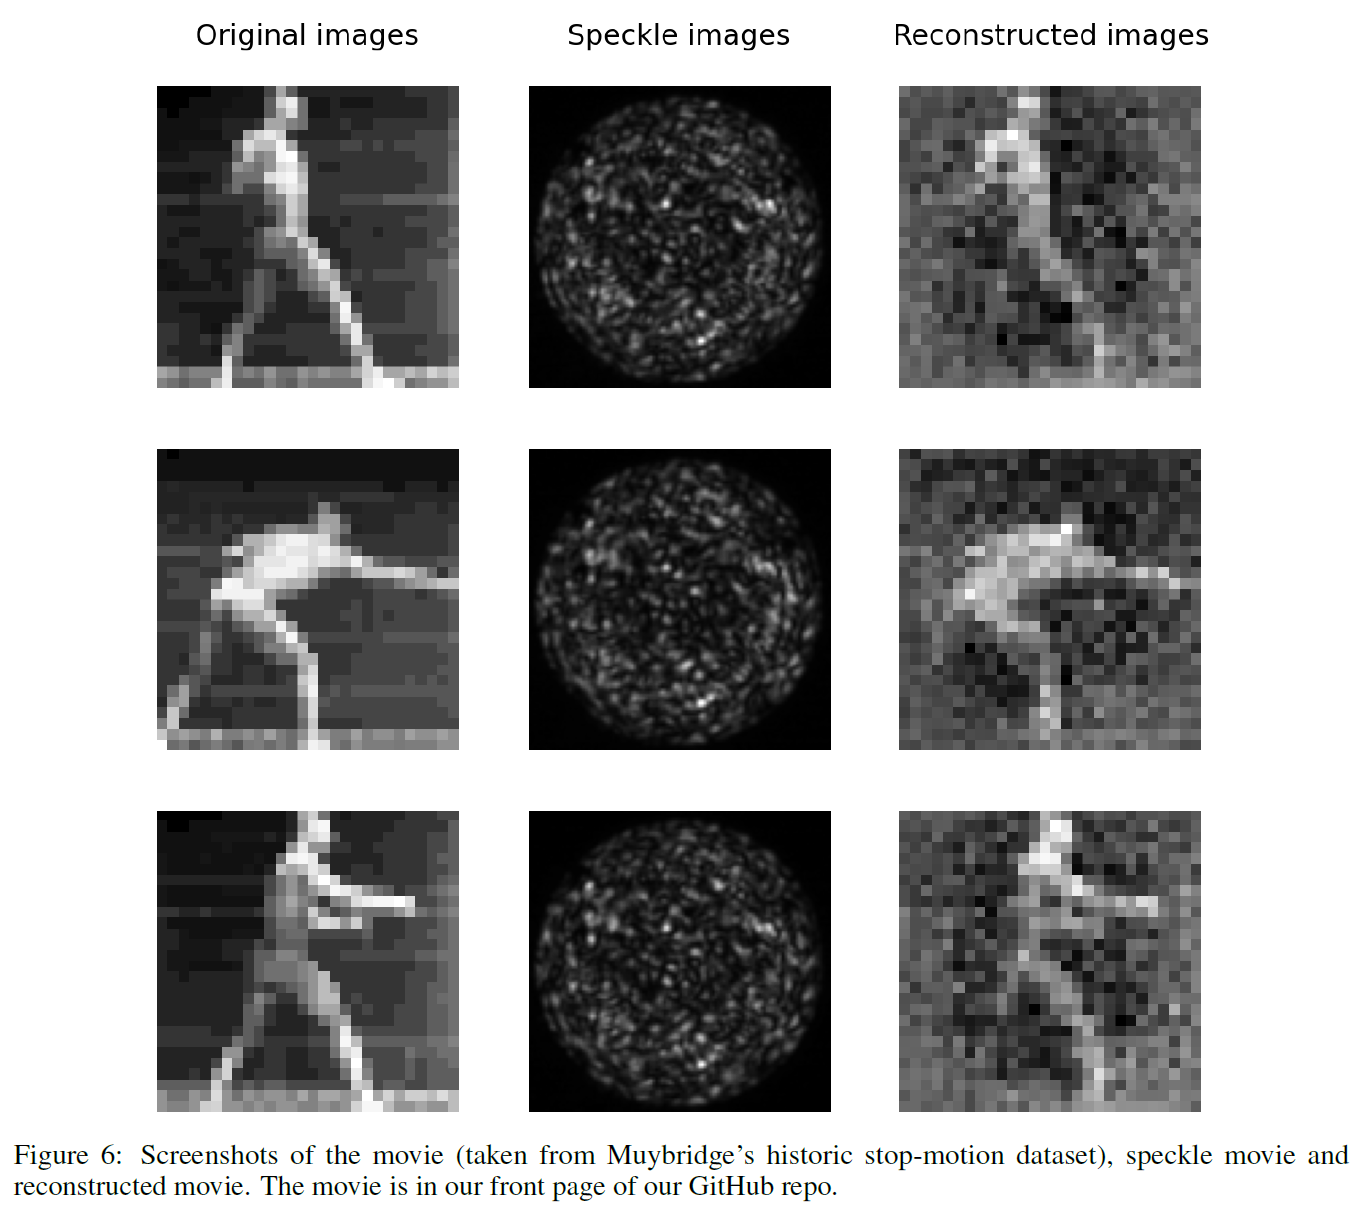 Original images
Speckle images
Reconstructed images
Figure 6: Screenshots of the movie (taken from Muybridge's historic stop-motion dataset), speckle movie and
reconstructed movie. The movie is in our front page of our GitHub repo.